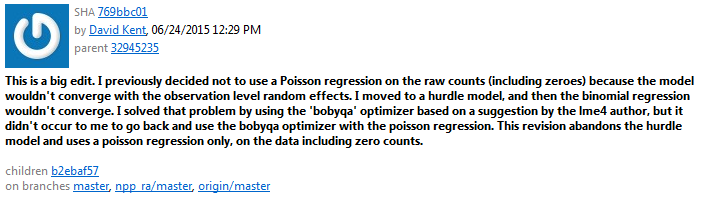 SHA 769bbc01
by David Kent, 06/24/2015 12:29 PM
parent 32945235
This is a big edit. I previously decided not to use a Poisson regression on the raw counts (including zeroes) because the model
wouldn't converge with the observation level random effects. I moved to a hurdle model, and then the binomial regression
wouldn't converge. I solved that problem by using the 'bobyqa' optimizer based on a suggestion by the lme4 author, but it
didn't occur to me to go back and use the bobyqa optimizer with the poisson regression. This revision abandons the hurdle
model and uses a poisson regression only, on the data including zero counts.
children b2ebaf57
on branches master, npp_ra/master, origin/master